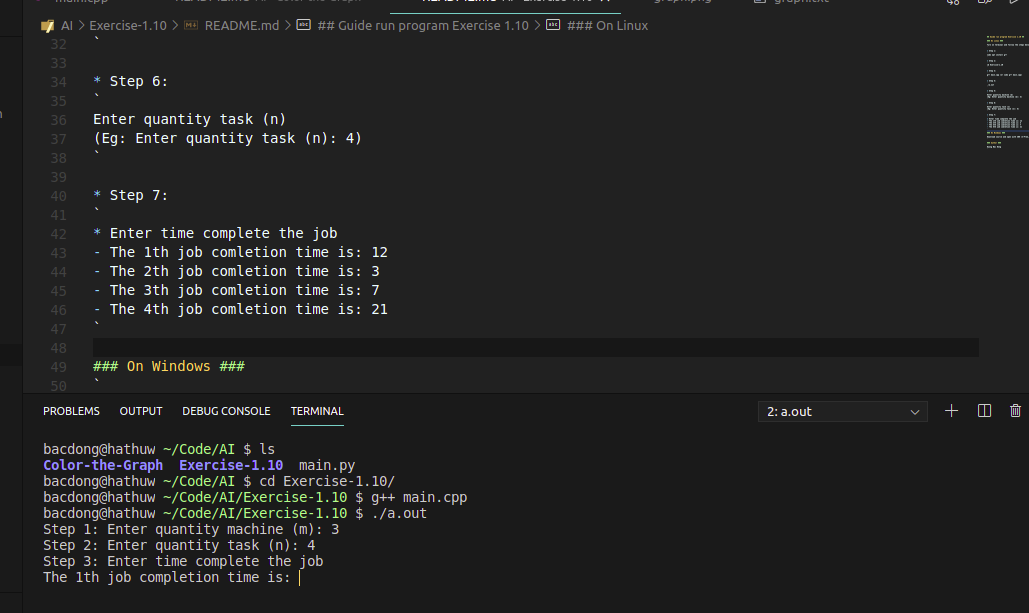 AI > Exercise-1.10 > README.md > ## Guide run program Exercise 1.10 > ### On Linux
32 `
33
34 * Step 6:
35 `
36 Enter quantity task (n)
37 (Eg: Enter quantity task (n): 4)
38 `
39
40 * Step 7:
41 `
42 * Enter time complete the job
43 - The 1th job comletion time is: 12
44 - The 2th job comletion time is: 3
45 - The 3th job comletion time is: 7
46 - The 4th job comletion time is: 21
47 `
48
49 ### On Windows ###
50 `
PROBLEMS OUTPUT DEBUG CONSOLE TERMINAL 2: a.out
bacdong@hathuw ~/Code/AI $ ls
Color-the-Graph Exercise-1.10 main.py
bacdong@hathuw ~/Code/AI $ cd Exercise-1.10/
bacdong@hathuw ~/Code/AI/Exercise-1.10 $ g++ main.cpp
bacdong@hathuw ~/Code/AI/Exercise-1.10 $ ./a.out
Step 1: Enter quantity machine (m): 3
Step 2: Enter quantity task (n): 4
Step 3: Enter time complete the job
The 1th job completion time is: